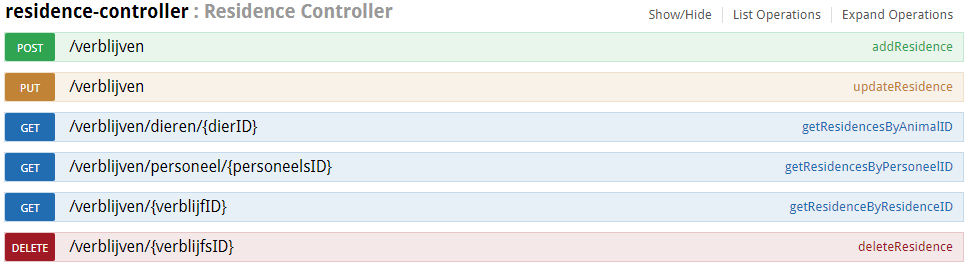 residence-controller : Residence Controller Show/Hide List Operations Expand Operations
POST /verblijven addResidence
PUT /verblijven updateResidence
GET /verblijven/dieren/{dierID} getResidencesByAnimalID
GET /verblijven/personeel/{personeelsID} getResidencesByPersoneelID
GET /verblijven/{verblijfID} getResidenceByResidenceID
DELETE /verblijven/{verblijfsID} deleteResidence